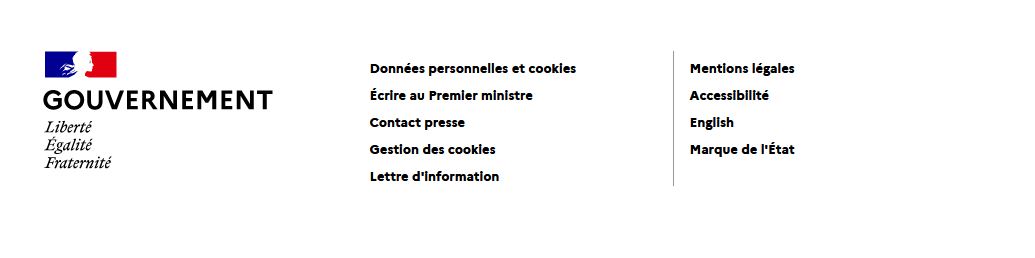 GOUVERNEMENT
Liberté
Égalité
Fraternité
Données personnelles et cookies
Écrire au Premier ministre
Contact presse
Gestion des cookies
Lettre d'information
Mentions légales
Accessibilité
English
Marque de l'État